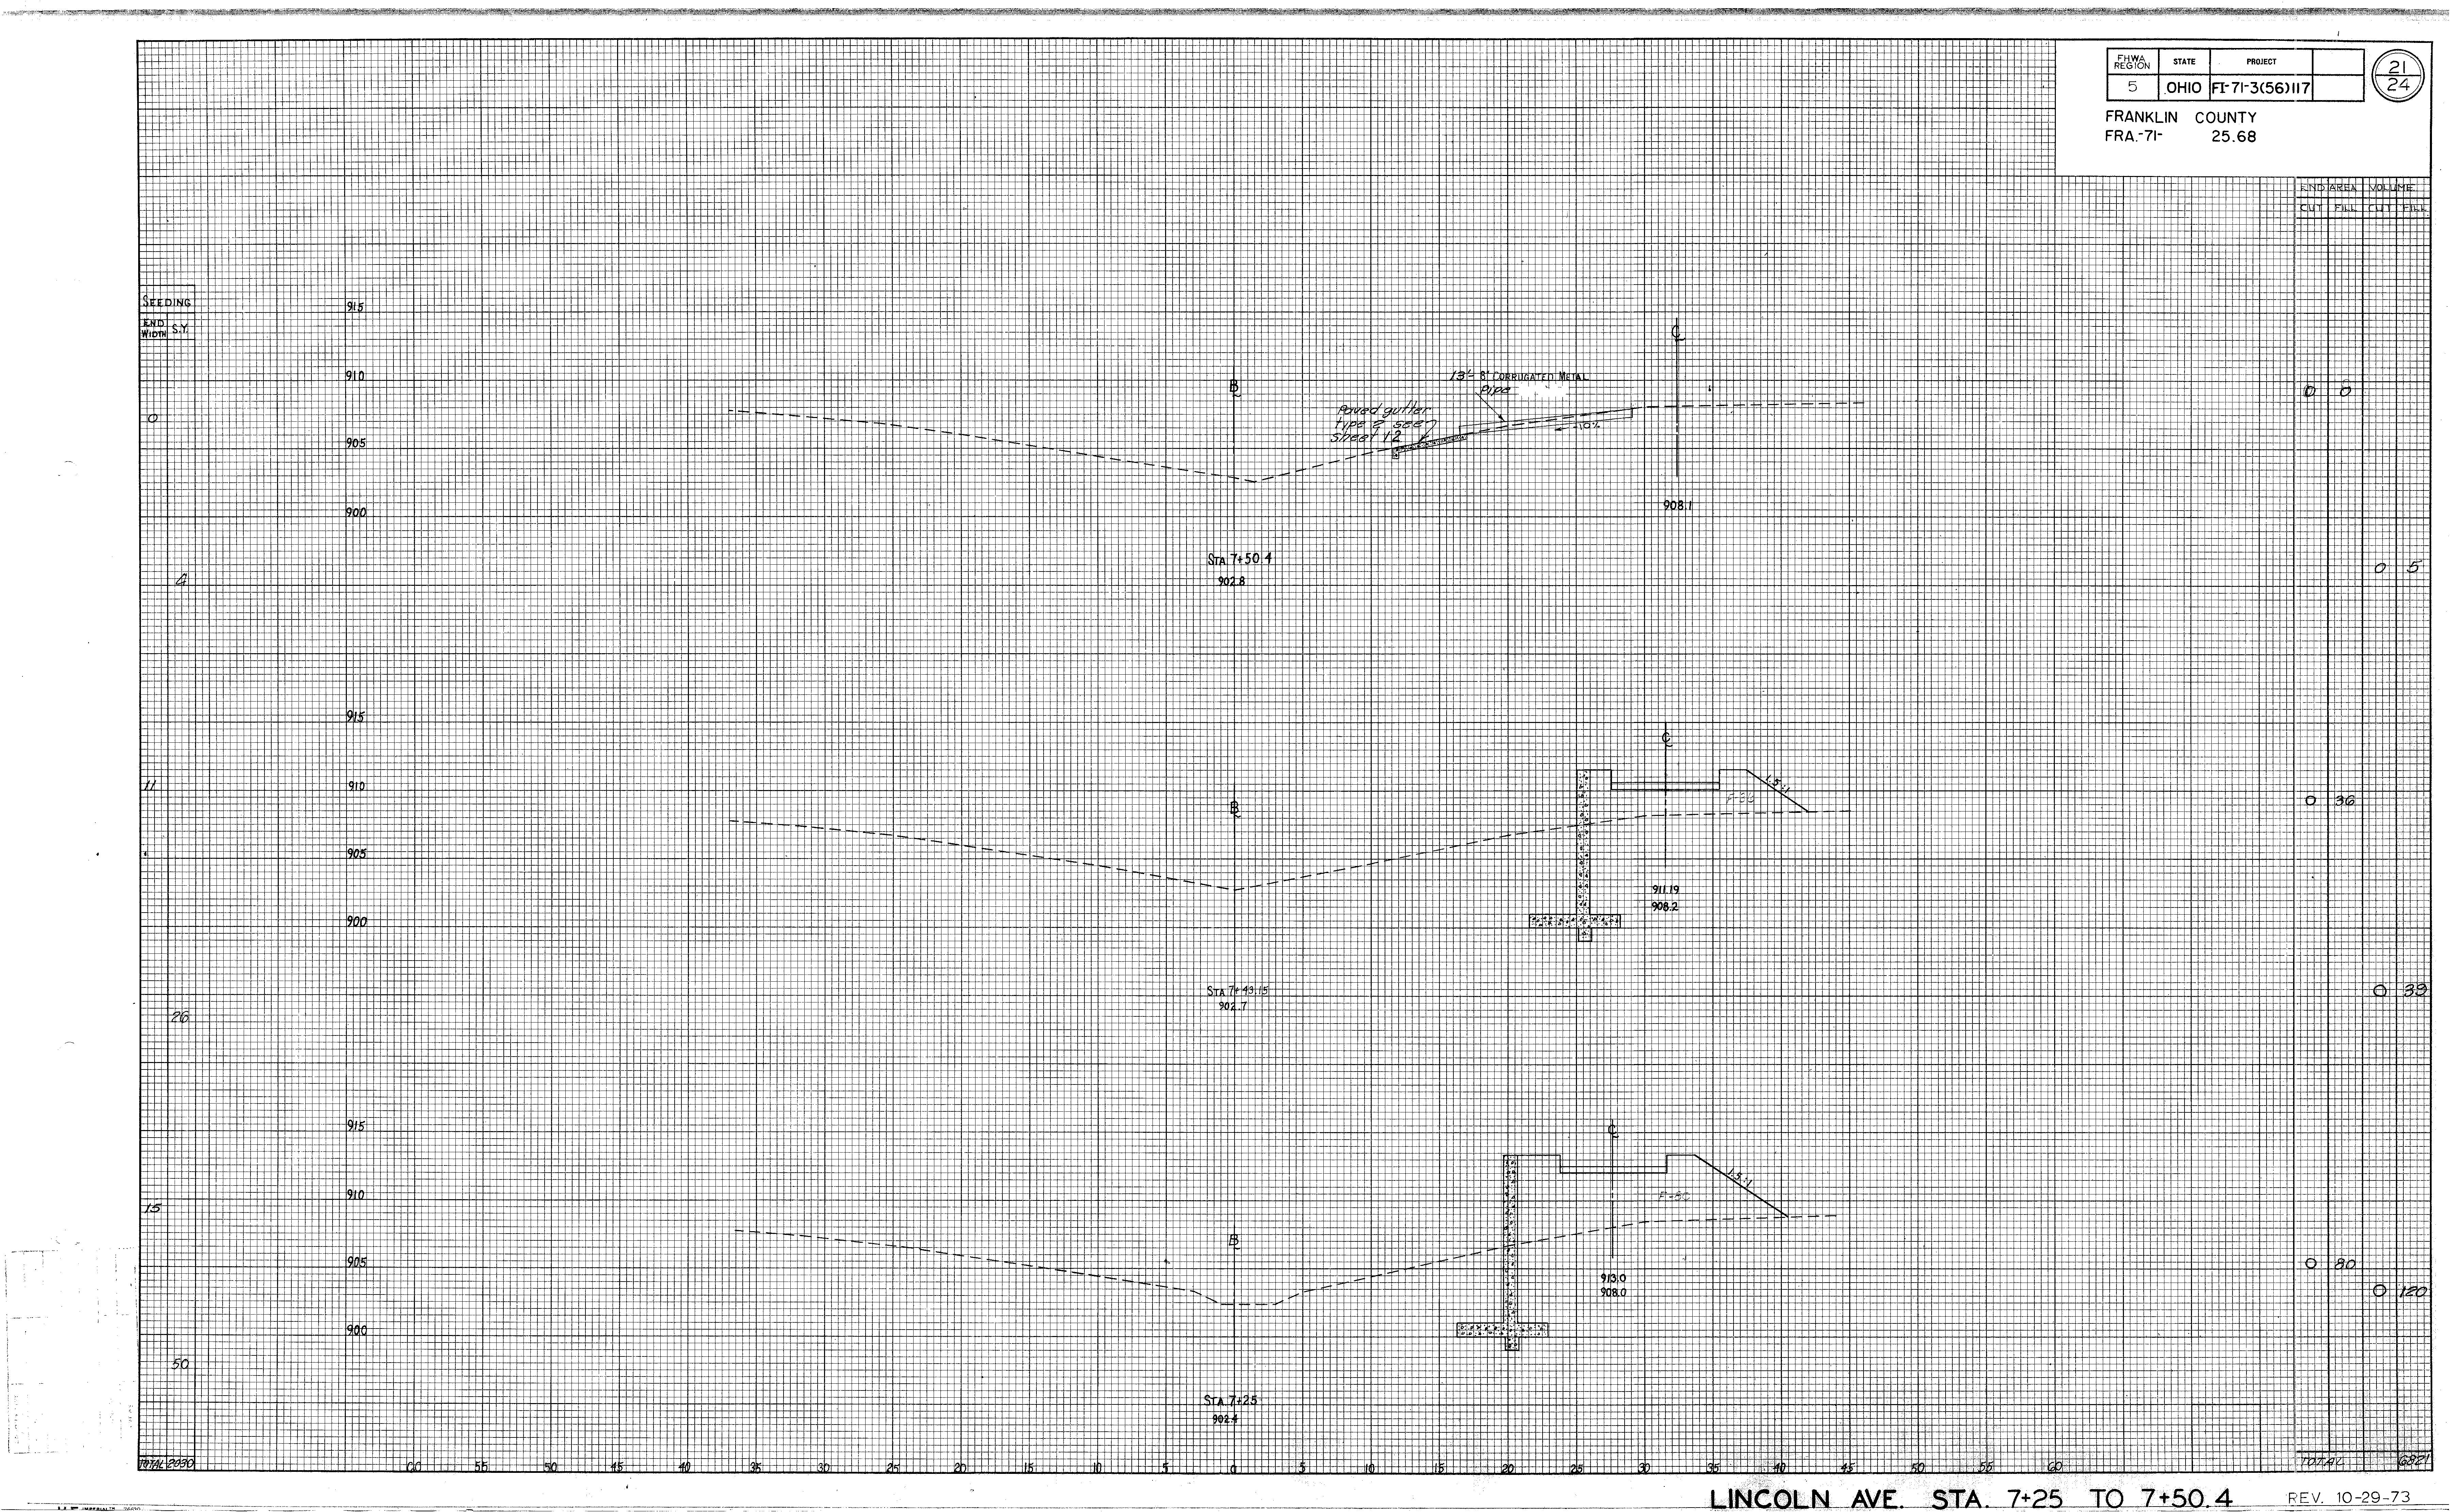 FHWA REGION STATE PROJECT
5 OHIO FI-71-3(56)117
21
24
FRANKLIN COUNTY
FRA.-71- 25.68
END AREA VOLUME
CUT FILL CUT FILL
SEEDING
END WIDTH S.Y.
915
910
905
900
0
4
13'- 8" CORRUGATED METAL
Pipe
Paved gutter
type 2 see
sheet 12
10%
℄
908.1
B
STA. 7+50.4
902.8
0 0
0 5
915
910
905
900
11
26
℄
1.5:1
F-36
B
911.19
908.2
STA. 7+43.15
902.7
0 36
0 39
915
910
905
900
15
50
℄
1.5:1
F-80
B
913.0
908.0
STA. 7+25
902.4
0 80
0 120
TOTAL 2030
60 55 50 45 40 35 30 25 20 15 10 5 0 5 10 15 20 25 30 35 40 45 50 55 60
TOTAL 6821
LINCOLN AVE. STA. 7+25 TO 7+50.4
REV. 10-29-73